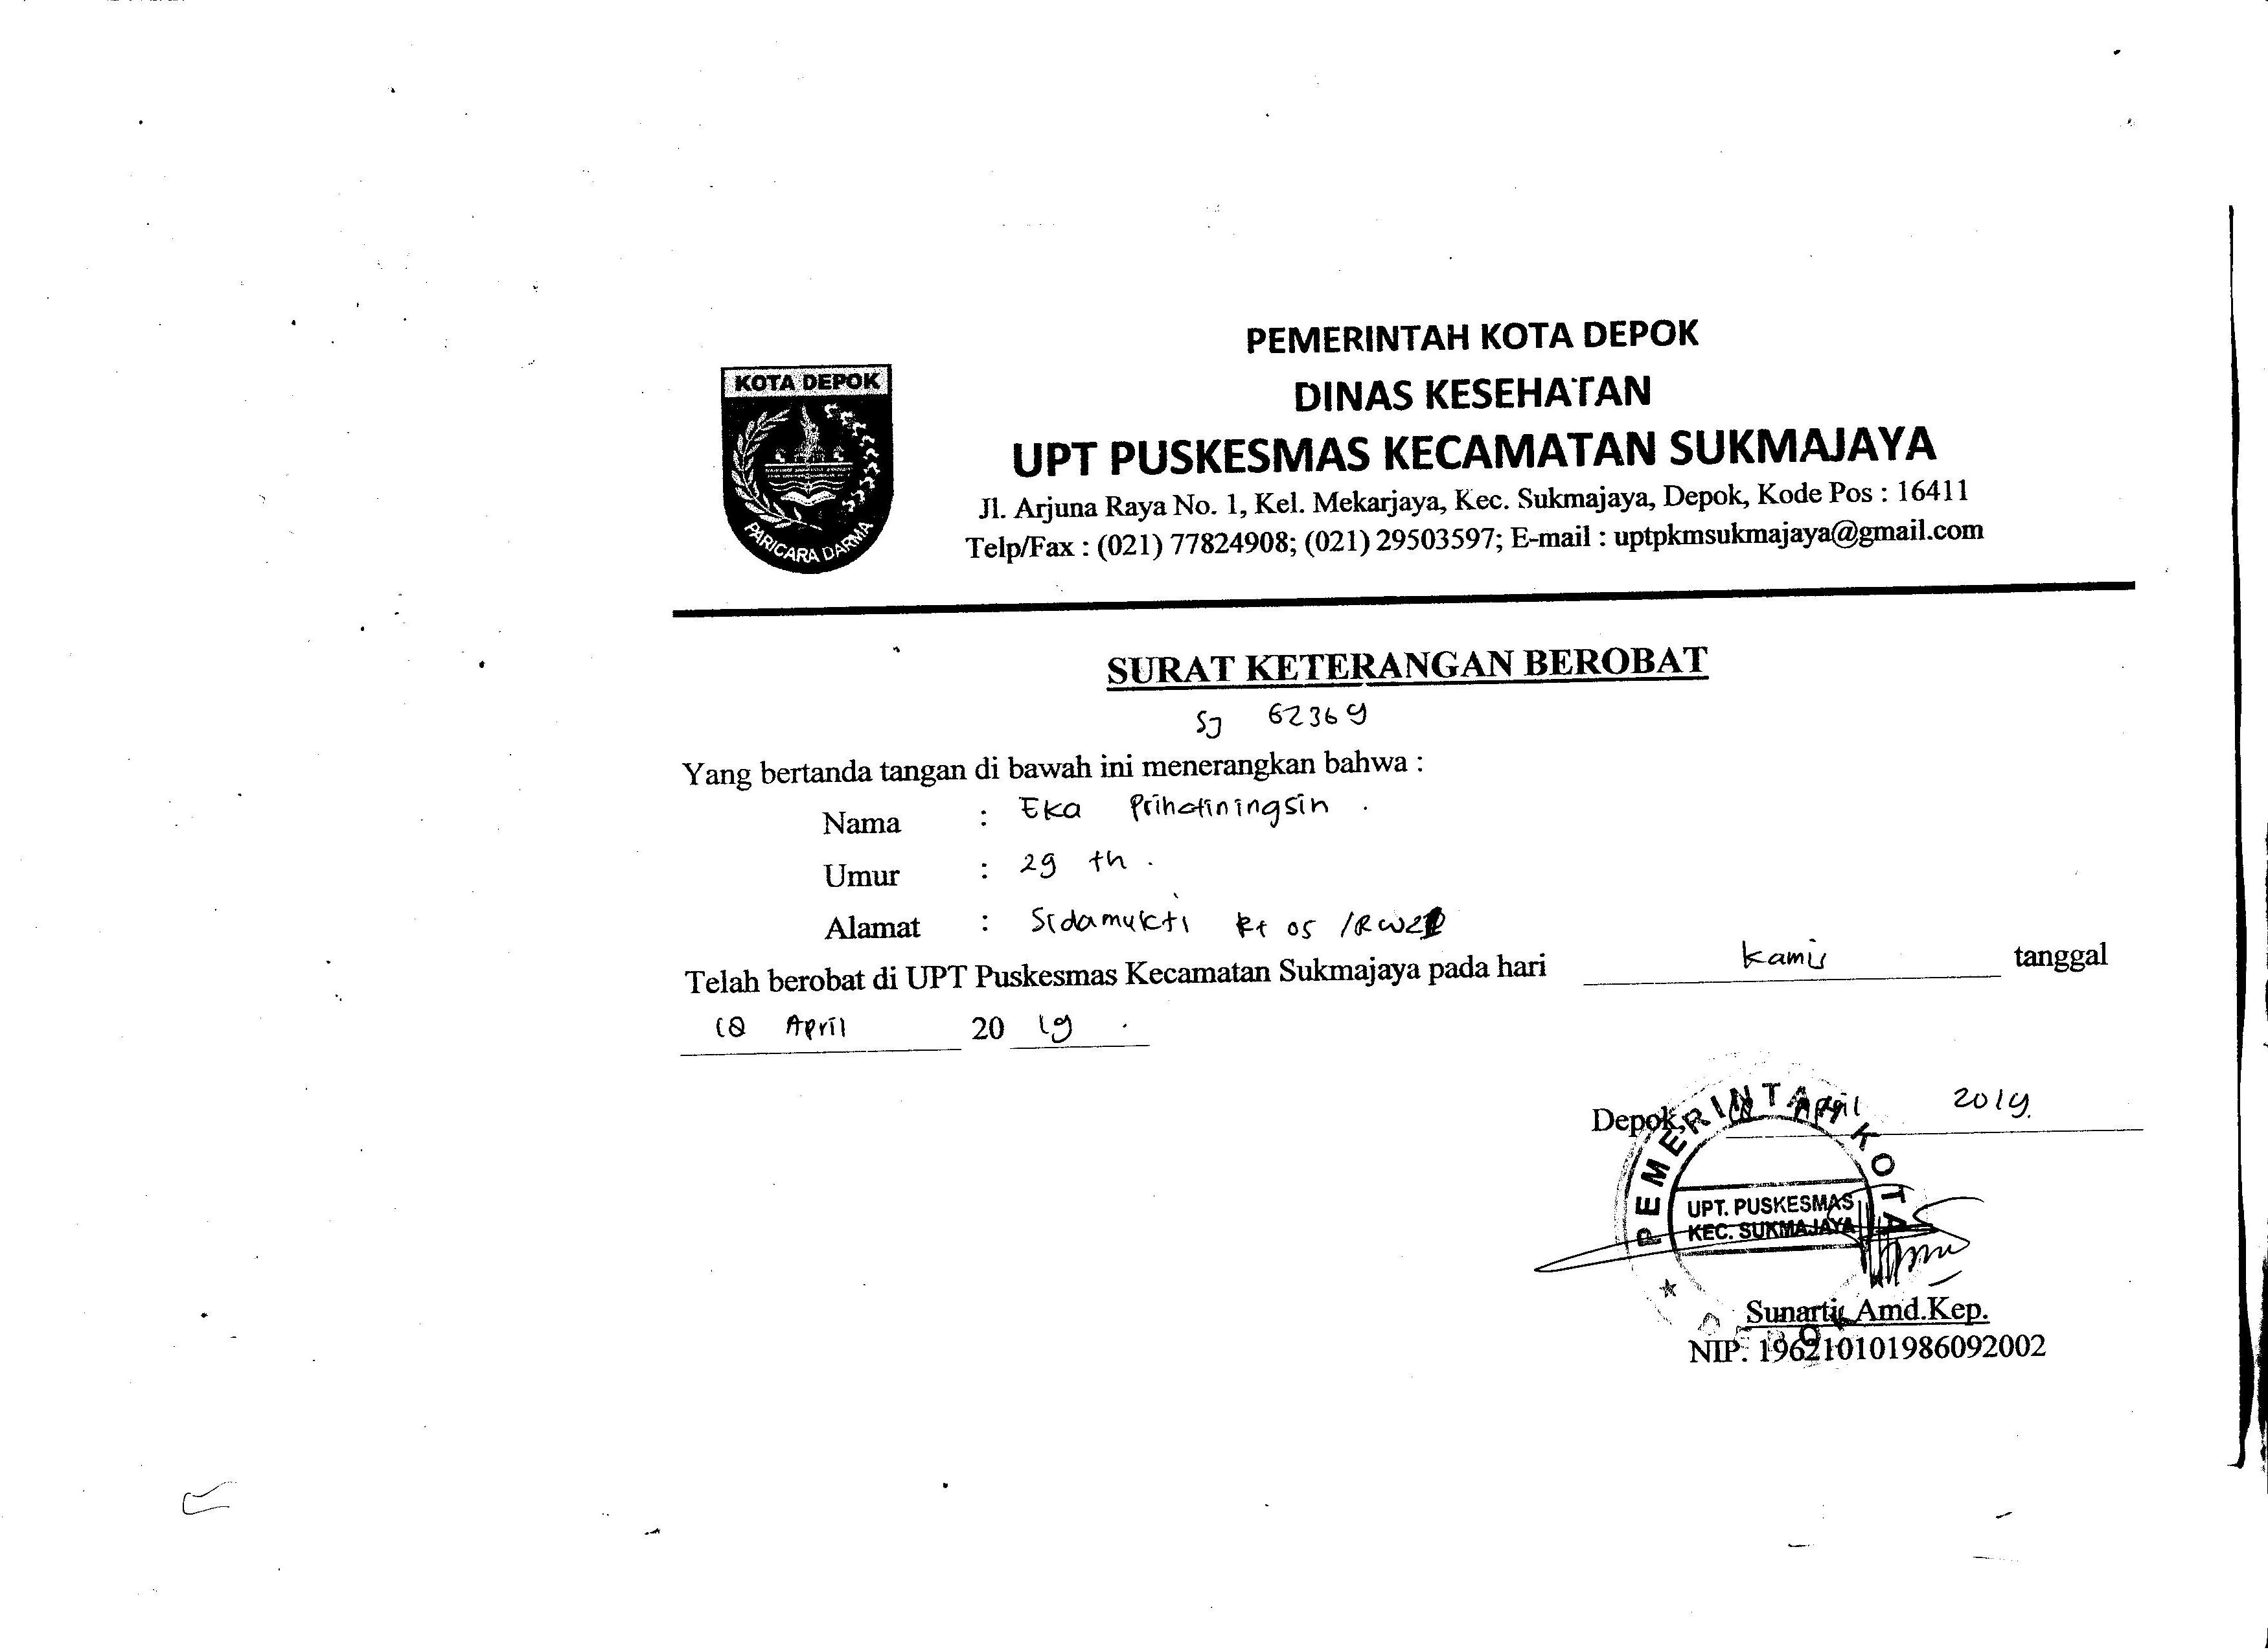 KOTA DEPOK
PARICARA DARMA
PEMERINTAH KOTA DEPOK
DINAS KESEHATAN
UPT PUSKESMAS KECAMATAN SUKMAJAYA
Jl. Arjuna Raya No. 1, Kel. Mekarjaya, Kec. Sukmajaya, Depok, Kode Pos : 16411
Telp/Fax : (021) 77824908; (021) 29503597; E-mail : uptpkmsukmajaya@gmail.com
SURAT KETERANGAN BEROBAT
SJ 62369
Yang bertanda tangan di bawah ini menerangkan bahwa :
Nama : Eka Prihatiningsih .
Umur : 29 th .
Alamat : Sidamukti Rt 05 /RW
Telah berobat di UPT Puskesmas Kecamatan Sukmajaya pada hari Kamis tanggal
18 April 20 19 .
Depok, 18 April 2019.
PEMERINTAH KOTA
UPT. PUSKESMAS
KEC. SUKMAJAYA
Sunarti, Amd.Kep.
NIP. 196210101986092002